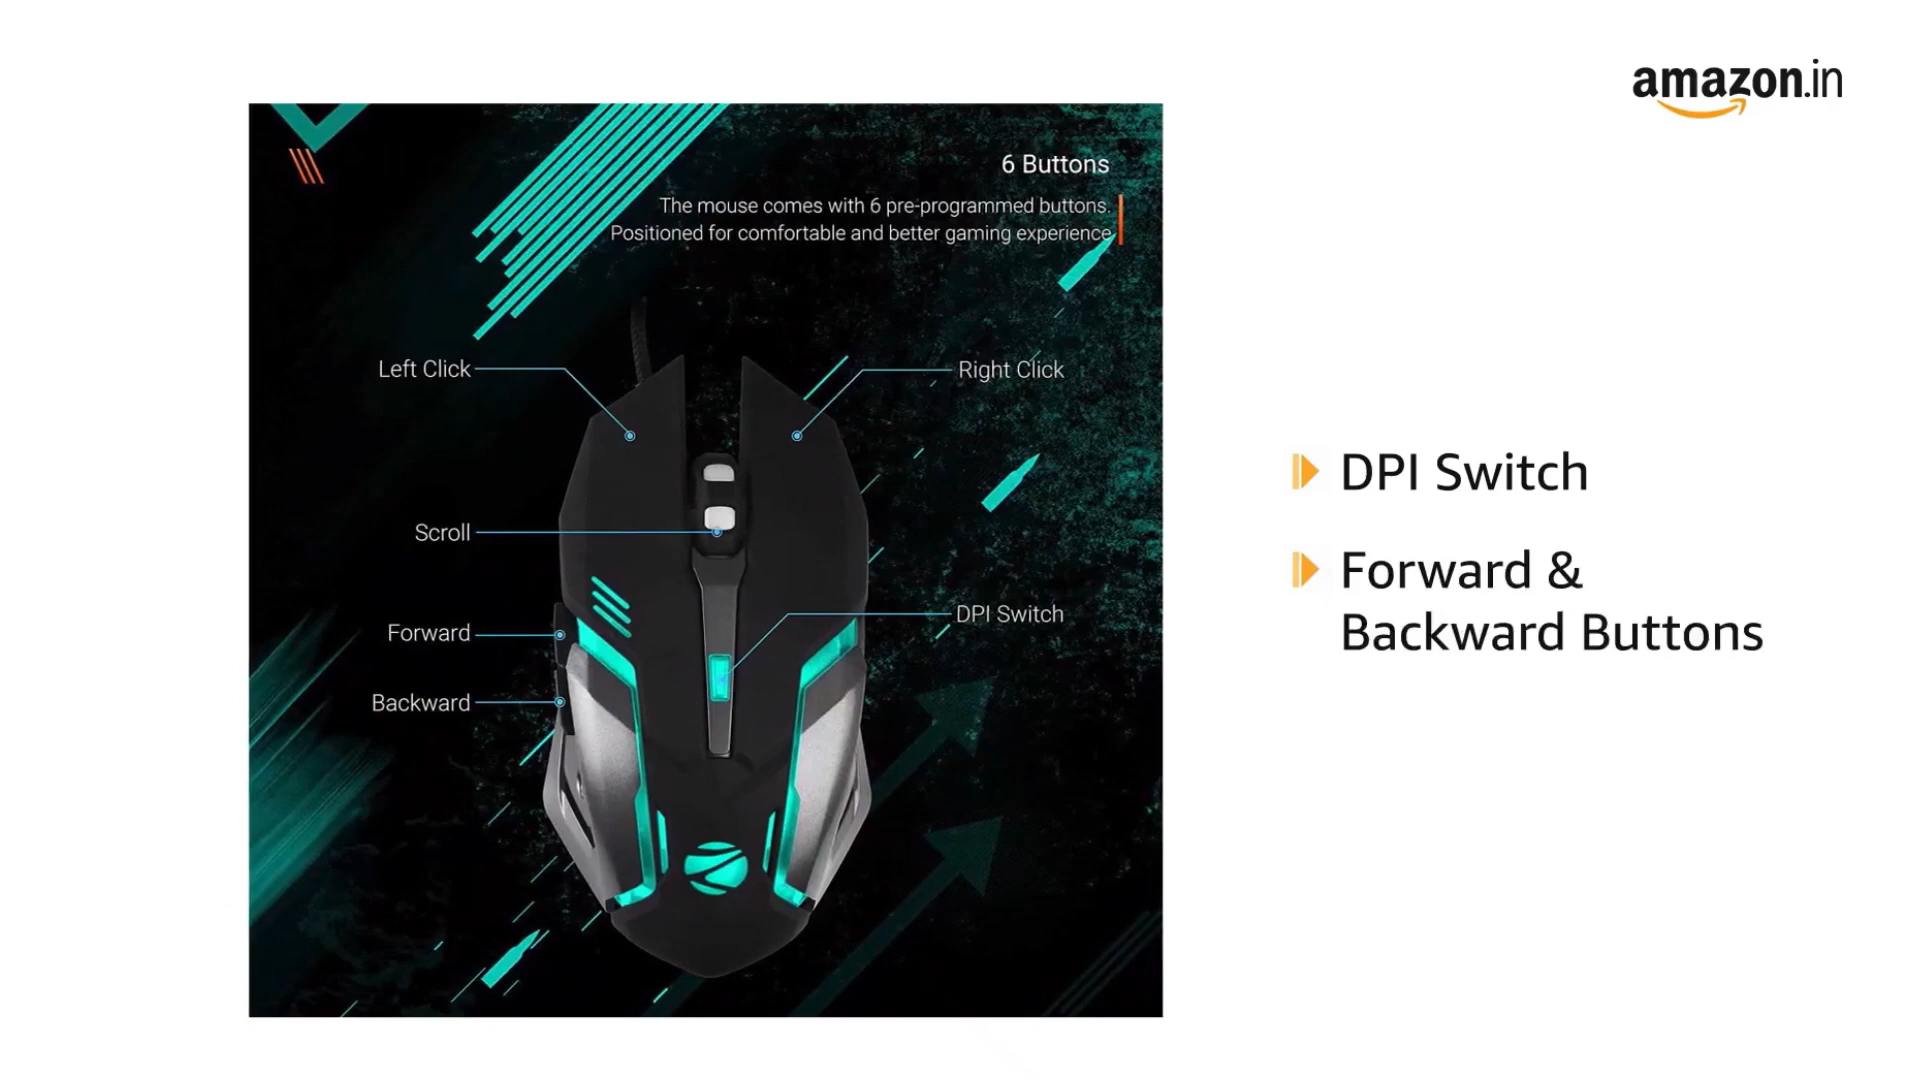 amazon.in
6 Buttons
The mouse comes with 6 pre-programmed buttons.
Positioned for comfortable and better gaming experience
Left Click
Right Click
Scroll
Forward
DPI Switch
Backward
DPI Switch
Forward &
Backward Buttons